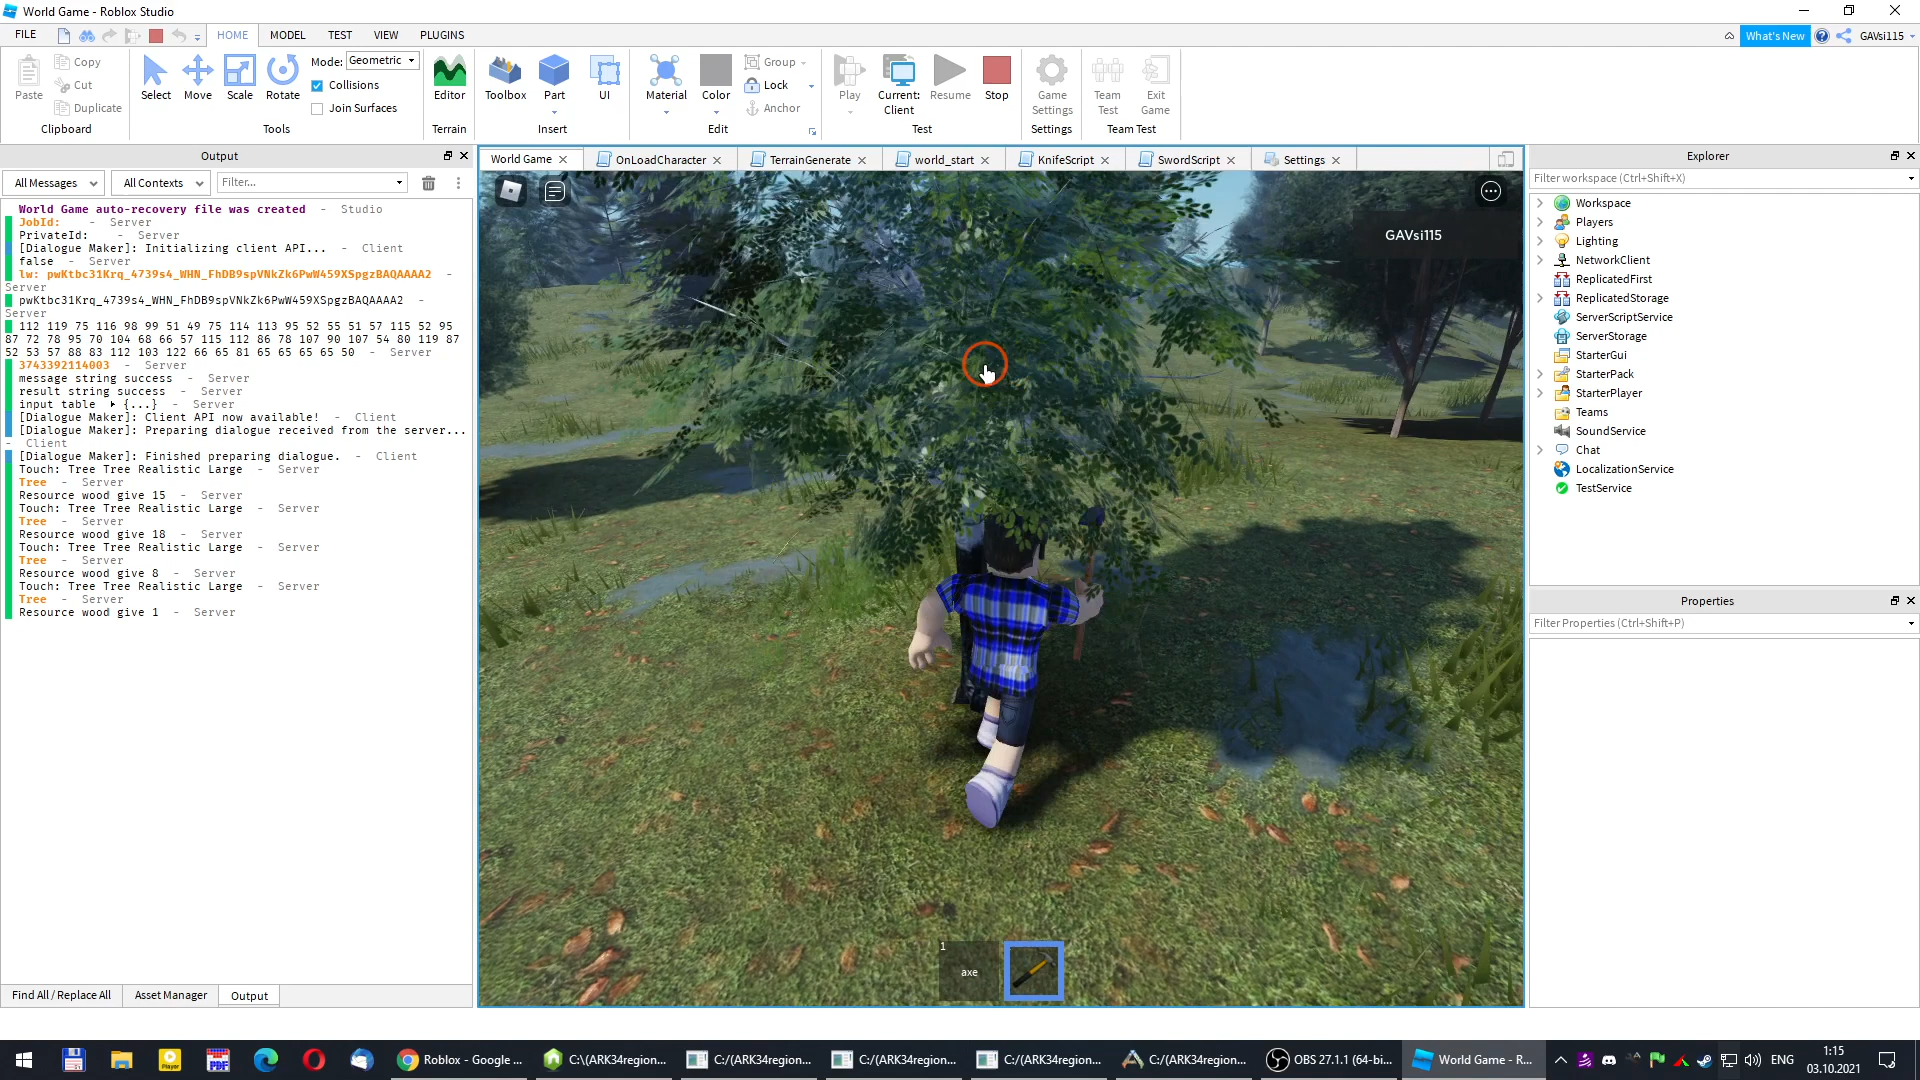 World Game - Roblox Studio
FILE
HOME
MODEL
TEST
VIEW
PLUGINS
What's New
GAVsi115
Paste
Copy
Cut
Duplicate
Clipboard
Select
Move
Scale
Rotate
Mode: Geometric
Collisions
Join Surfaces
Tools
Editor
Terrain
Toolbox
Part
UI
Insert
Material
Color
Group
Lock
Anchor
Edit
Play
Current:
Client
Resume
Stop
Test
Game
Settings
Settings
Team
Test
Exit
Game
Team Test
Output
All Messages
All Contexts
Filter...
World Game auto-recovery file was created - Studio
JobId: - Server
PrivateId: - Server
[Dialogue Maker]: Initializing client API... - Client
false - Server
lw: pwKtbc31Krq_4739s4_WHN_FhDB9spVNkZk6PwW459XSpgzBAQAAAA2 -
Server
pwKtbc31Krq_4739s4_WHN_FhDB9spVNkZk6PwW459XSpgzBAQAAAA2 -
Server
112 119 75 116 98 99 51 49 75 114 113 95 52 55 51 57 115 52 95
87 72 78 95 70 104 68 66 57 115 112 86 78 107 90 107 54 80 119 87
52 53 57 88 83 112 103 122 66 65 81 65 65 65 65 50 - Server
3743392114003 - Server
message string success - Server
result string success - Server
input table ▶ {...} - Server
[Dialogue Maker]: Client API now available! - Client
[Dialogue Maker]: Preparing dialogue received from the server...
- Client
[Dialogue Maker]: Finished preparing dialogue. - Client
Touch: Tree Tree Realistic Large - Server
Tree - Server
Resource wood give 15 - Server
Touch: Tree Tree Realistic Large - Server
Tree - Server
Resource wood give 18 - Server
Touch: Tree Tree Realistic Large - Server
Tree - Server
Resource wood give 8 - Server
Touch: Tree Tree Realistic Large - Server
Tree - Server
Resource wood give 1 - Server
Find All / Replace All
Asset Manager
Output
World Game
OnLoadCharacter
TerrainGenerate
world_start
KnifeScript
SwordScript
Settings
GAVsi115
1
axe
Explorer
Filter workspace (Ctrl+Shift+X)
Workspace
Players
Lighting
NetworkClient
ReplicatedFirst
ReplicatedStorage
ServerScriptService
ServerStorage
StarterGui
StarterPack
StarterPlayer
Teams
SoundService
Chat
LocalizationService
TestService
Properties
Filter Properties (Ctrl+Shift+P)
Player
PDF
Roblox - Google ...
C:\(ARK34region...
C:/(ARK34region...
C:/(ARK34region...
C:/(ARK34region...
C:/(ARK34region...
OBS 27.1.1 (64-bi...
World Game - R...
ENG
1:15
03.10.2021